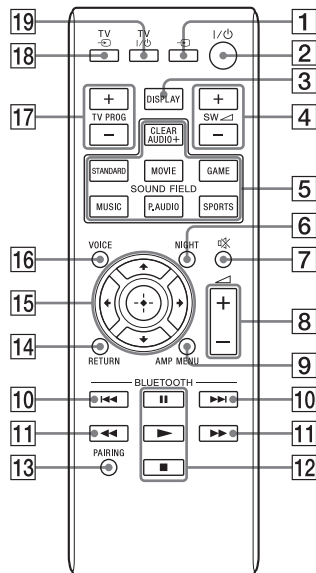 19
TV
TV
1
18
I/
I/
2
17
+
DISPLAY
+
3
TV PROG
SW
4
–
CLEAR
AUDIO+
–
STANDARD
MOVIE
GAME
SOUND FIELD
5
MUSIC
P.AUDIO
SPORTS
6
16
VOICE
NIGHT
7
15
+
8
–
14
RETURN
AMP MENU
9
BLUETOOTH
10
10
11
11
PAIRING
12
13